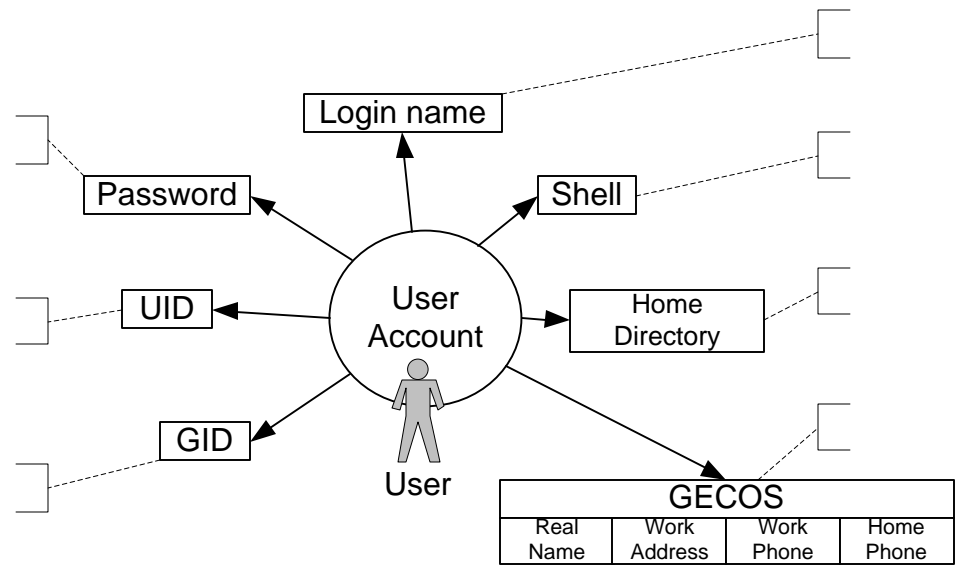 Login name
Password
Shell
UID
User
Account
Home
Directory
GID
User
GECOS
Real
Name
Work
Address
Work
Phone
Home
Phone